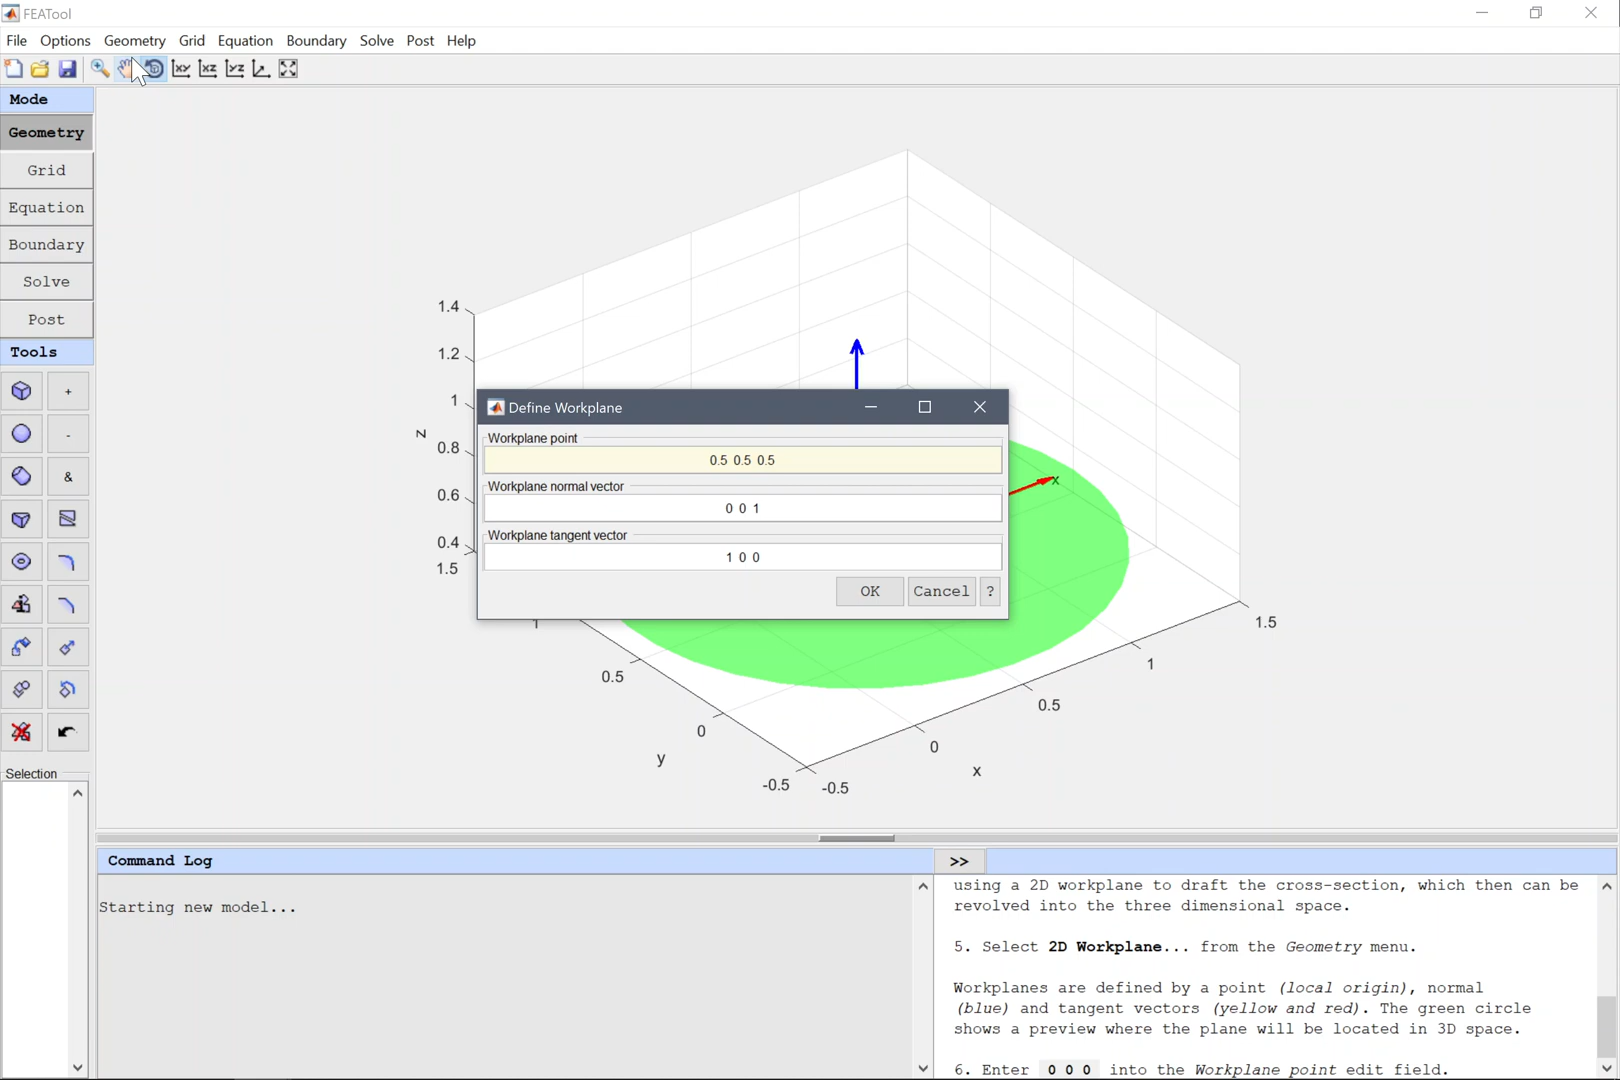 FEATool
File Options Geometry Grid Equation Boundary Solve Post Help
XY XZ YZ
Mode
Geometry
Grid
Equation
Boundary
Solve
Post
Tools
+
-
&
Selection
1.4
1.2
1
0.8
0.6
0.4
1.5
z
1
0.5
0
-0.5
y
-0.5
0
0.5
1
1.5
x
x
Define Workplane
Workplane point
0.5 0.5 0.5
Workplane normal vector
0 0 1
Workplane tangent vector
1 0 0
OK Cancel ?
Command Log
>>
Starting new model...
using a 2D workplane to draft the cross-section, which then can be
revolved into the three dimensional space.
5. Select 2D Workplane... from the Geometry menu.
Workplanes are defined by a point (local origin), normal
(blue) and tangent vectors (yellow and red). The green circle
shows a preview where the plane will be located in 3D space.
6. Enter 0 0 0 into the Workplane point edit field.